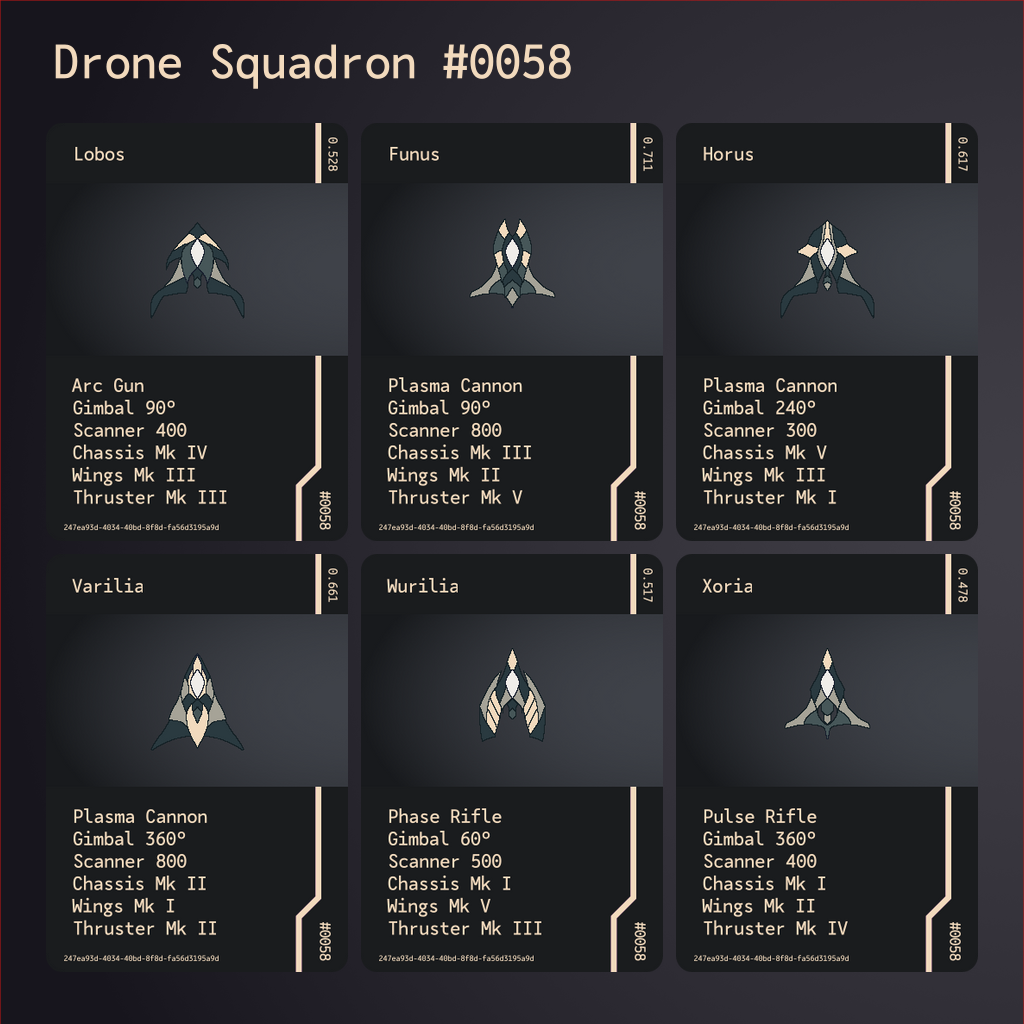 Drone Squadron #0058
Lobos
0.528
Arc Gun
Gimbal 90º
Scanner 400
Chassis Mk IV
Wings Mk III
Thruster Mk III
#0058
247ea93d-4034-40bd-8f8d-fa56d3195a9d
Funus
0.711
Plasma Cannon
Gimbal 90º
Scanner 800
Chassis Mk III
Wings Mk II
Thruster Mk V
#0058
247ea93d-4034-40bd-8f8d-fa56d3195a9d
Horus
0.617
Plasma Cannon
Gimbal 240º
Scanner 300
Chassis Mk V
Wings Mk III
Thruster Mk I
#0058
247ea93d-4034-40bd-8f8d-fa56d3195a9d
Varilia
0.661
Plasma Cannon
Gimbal 360º
Scanner 800
Chassis Mk II
Wings Mk I
Thruster Mk II
#0058
247ea93d-4034-40bd-8f8d-fa56d3195a9d
Wurilia
0.517
Phase Rifle
Gimbal 60º
Scanner 500
Chassis Mk I
Wings Mk V
Thruster Mk III
#0058
247ea93d-4034-40bd-8f8d-fa56d3195a9d
Xoria
0.478
Pulse Rifle
Gimbal 360º
Scanner 400
Chassis Mk I
Wings Mk II
Thruster Mk IV
#0058
247ea93d-4034-40bd-8f8d-fa56d3195a9d